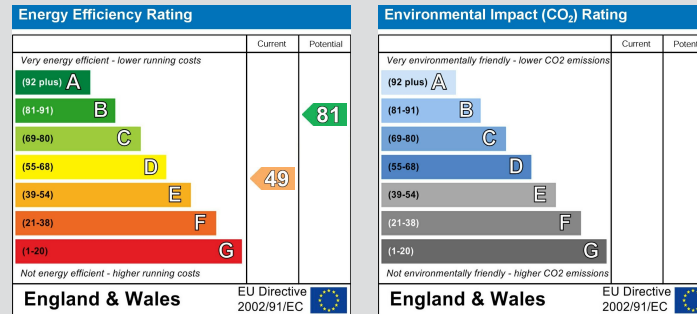 Energy Efficiency Rating
Current Potential
Very energy efficient - lower running costs
(92 plus) A
(81-91) B
81
(69-80) C
(55-68) D
49
(39-54) E
(21-38) F
(1-20) G
Not energy efficient - higher running costs
England & Wales
EU Directive
2002/91/EC
Environmental Impact (CO₂) Rating
Current Potent
Very environmentally friendly - lower CO2 emissions
(92 plus) A
(81-91) B
(69-80) C
(55-68) D
(39-54) E
(21-38) F
(1-20) G
Not environmentally friendly - higher CO2 emissions
England & Wales
EU Directive
2002/91/EC